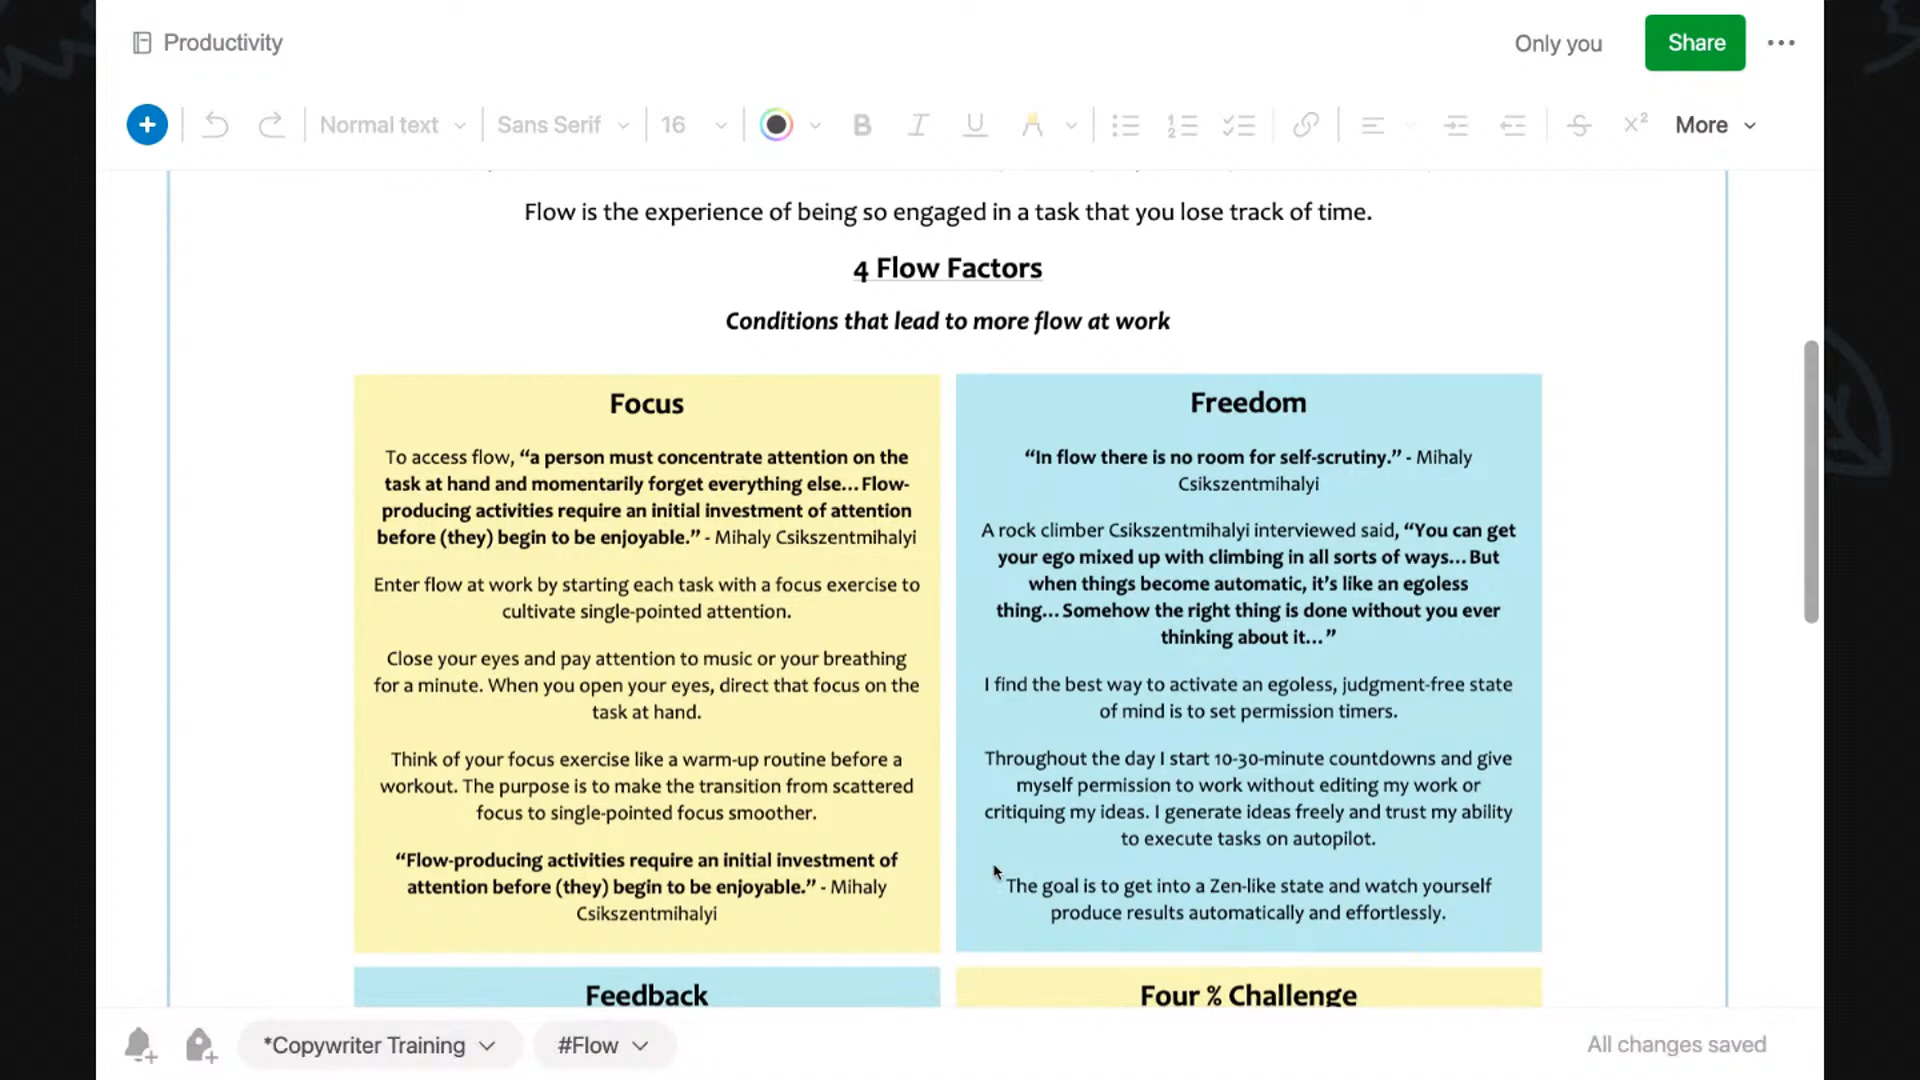 Productivity
Only you
Share
Normal text
Sans Serif
16
B
I
U
A
More
Flow is the experience of being so engaged in a task that you lose track of time.
4 Flow Factors
Conditions that lead to more flow at work
Focus
To access flow, “a person must concentrate attention on the
task at hand and momentarily forget everything else…Flow-
producing activities require an initial investment of attention
before (they) begin to be enjoyable.” - Mihaly Csikszentmihalyi
Enter flow at work by starting each task with a focus exercise to
cultivate single-pointed attention.
Close your eyes and pay attention to music or your breathing
for a minute. When you open your eyes, direct that focus on the
task at hand.
Think of your focus exercise like a warm-up routine before a
workout. The purpose is to make the transition from scattered
focus to single-pointed focus smoother.
“Flow-producing activities require an initial investment of
attention before (they) begin to be enjoyable.” - Mihaly
Csikszentmihalyi
Freedom
“In flow there is no room for self-scrutiny.” - Mihaly
Csikszentmihalyi
A rock climber Csikszentmihalyi interviewed said, “You can get
your ego mixed up with climbing in all sorts of ways…But
when things become automatic, it’s like an egoless
thing…Somehow the right thing is done without you ever
thinking about it…”
I find the best way to activate an egoless, judgment-free state
of mind is to set permission timers.
Throughout the day I start 10-30-minute countdowns and give
myself permission to work without editing my work or
critiquing my ideas. I generate ideas freely and trust my ability
to execute tasks on autopilot.
The goal is to get into a Zen-like state and watch yourself
produce results automatically and effortlessly.
Feedback
Four % Challenge
*Copywriter Training
#Flow
All changes saved